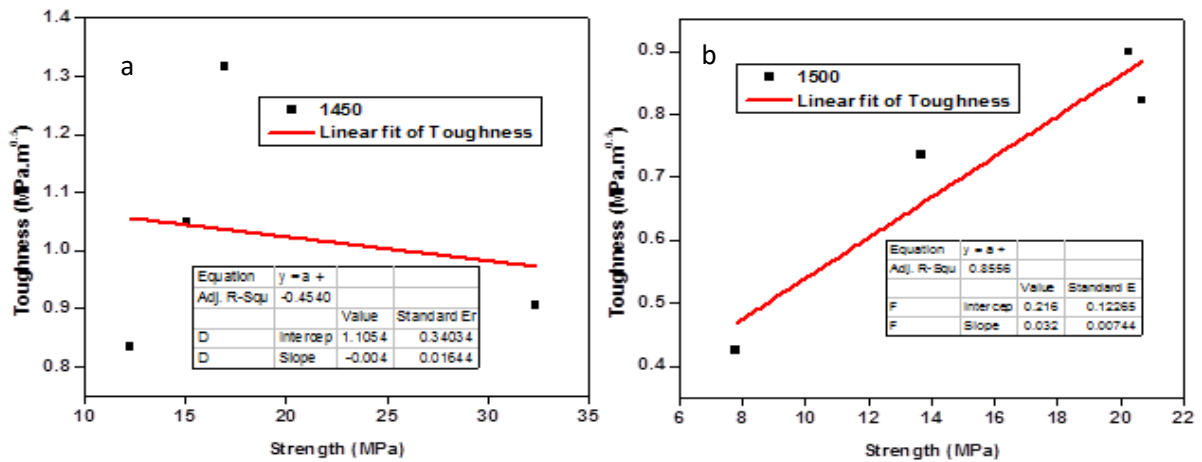 a
1.4
1.3
1.2
1.1
1.0
0.9
0.8
Toughness (MPa.m^0.5)
1450
Linear fit of Toughness
Equation y = a +
Adj. R-Squ -0.4540
Value Standard Er
D Intercep 1.1054 0.34034
D Slope -0.004 0.01644
10 15 20 25 30 35
Strength (MPa)
b
0.9
0.8
0.7
0.6
0.5
0.4
Toughness (MPa.m^0.5)
1500
Linear fit of Toughness
Equation y = a +
Adj. R-Squ 0.8556
Value Standard E
F Intercep 0.216 0.12265
F Slope 0.032 0.00744
6 8 10 12 14 16 18 20 22
Strength (MPa)